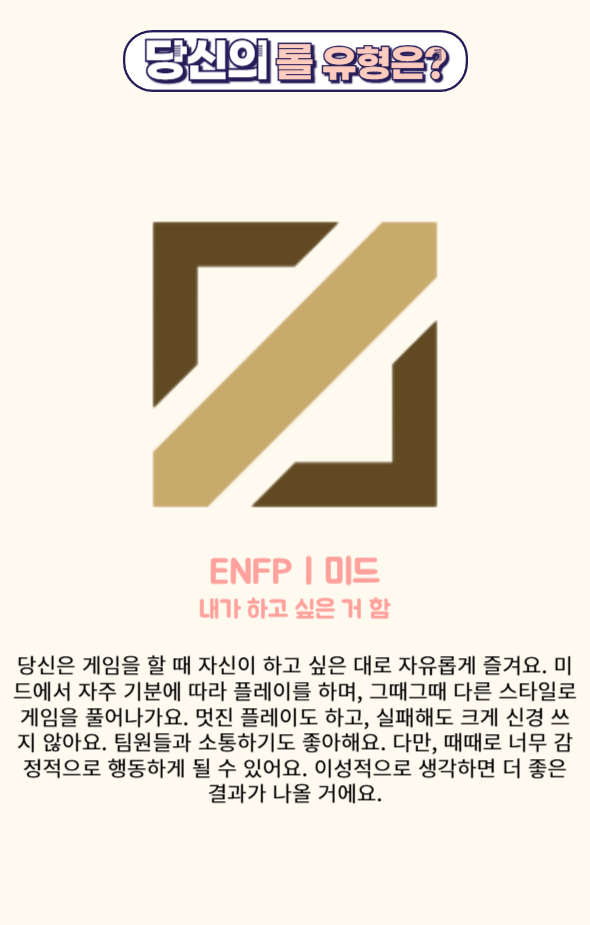 당신의 롤 유형은?
ENFP | 미드
내가 하고 싶은 거 함
당신은 게임을 할 때 자신이 하고 싶은 대로 자유롭게 즐겨요. 미
드에서 자주 기분에 따라 플레이를 하며, 그때그때 다른 스타일로
게임을 풀어나가요. 멋진 플레이도 하고, 실패해도 크게 신경 쓰
지 않아요. 팀원들과 소통하기도 좋아해요. 다만, 때때로 너무 감
정적으로 행동하게 될 수 있어요. 이성적으로 생각하면 더 좋은
결과가 나올 거에요.